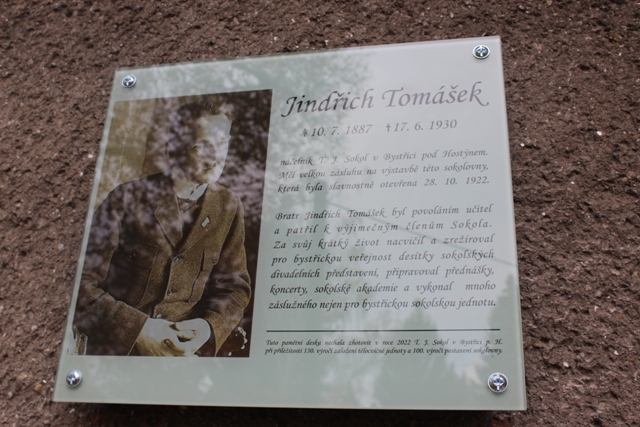 Jindřich Tomášek
* 10. 7. 1887 † 17. 6. 1930
náčelník T. J. Sokol v Bystřici pod Hostýnem.
Měl velkou zásluhu na výstavbě této sokolovny,
která byla slavnostně otevřena 28. 10. 1922.
Bratr Jindřich Tomášek byl povoláním učitel
a patřil k výjimečným členům Sokola.
Za svůj krátký život nacvičil a zrežíroval
pro bystřickou veřejnost desítky sokolských
divadelních představení, připravoval přednášky,
koncerty, sokolské akademie a vykonal mnoho
záslužného nejen pro bystřickou sokolskou jednotu.
Tuto pamětní desku nechala zhotovit v roce 2022 T. J. Sokol v Bystřici p. H.
při příležitosti 130. výročí založení tělocvičné jednoty a 100. výročí postavení sokolovny.